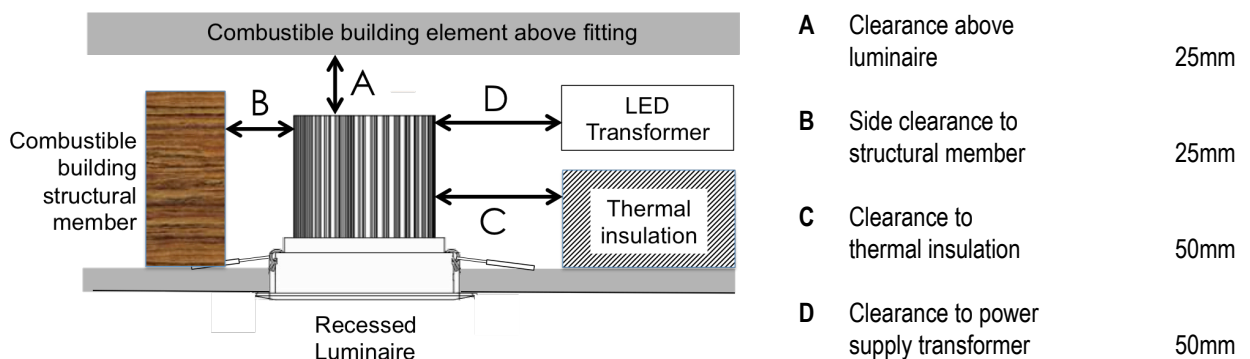 Combustible building element above fitting
A
B
D
LED
Transformer
Combustible
building
structural
member
C
Thermal
insulation
Recessed
Luminaire
A Clearance above
luminaire 25mm
B Side clearance to
structural member 25mm
C Clearance to
thermal insulation 50mm
D Clearance to power
supply transformer 50mm